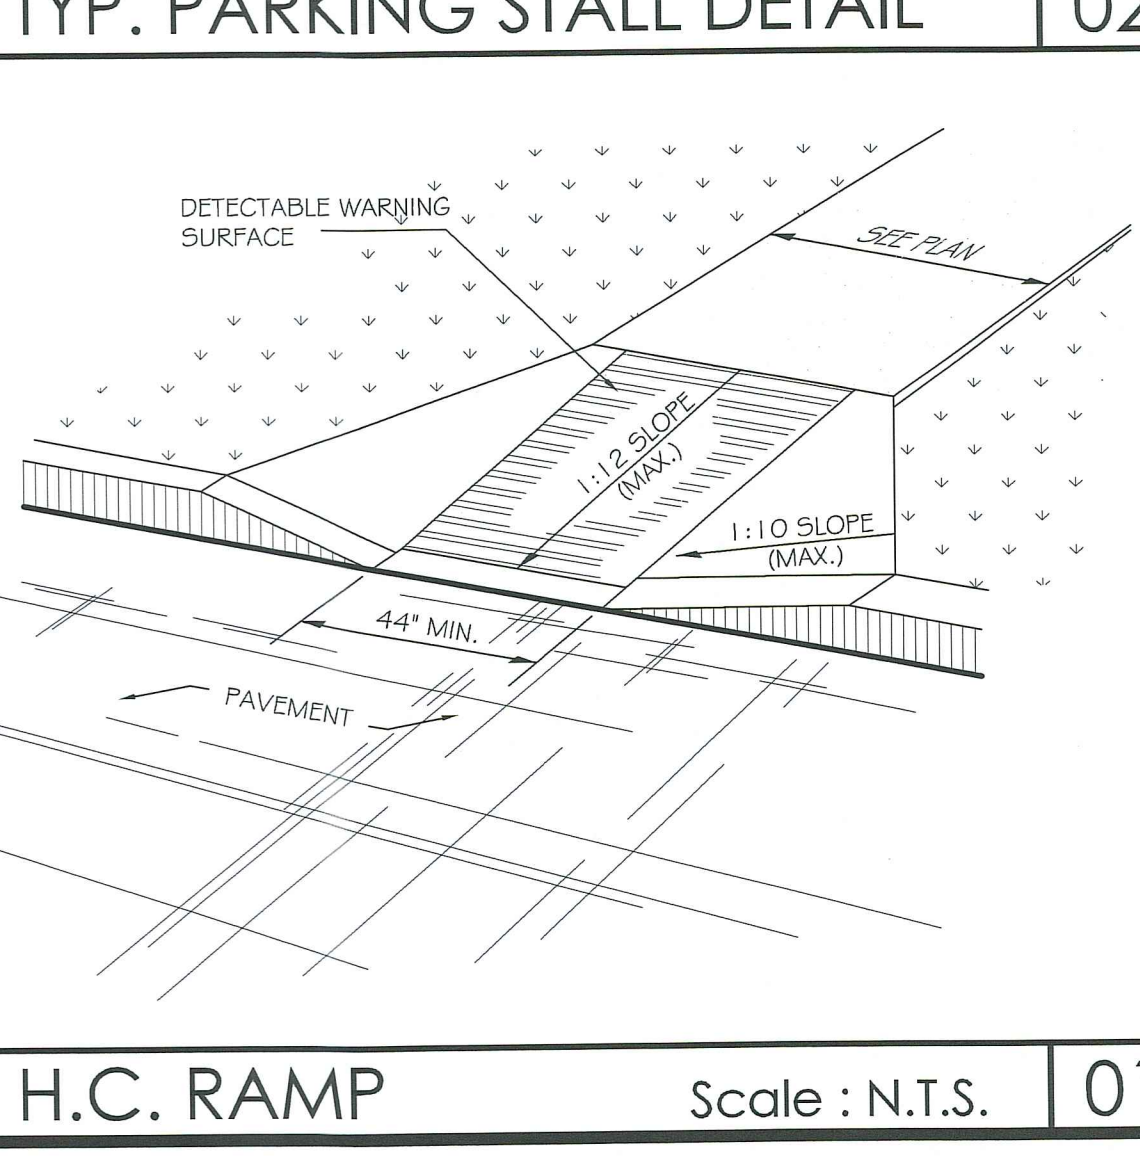 TYP. PARKING STALL DETAIL
DETECTABLE WARNING
SURFACE
SEE PLAN
1:12 SLOPE
(MAX.)
1:10 SLOPE
(MAX.)
44" MIN.
PAVEMENT
H.C. RAMP
Scale : N.T.S.